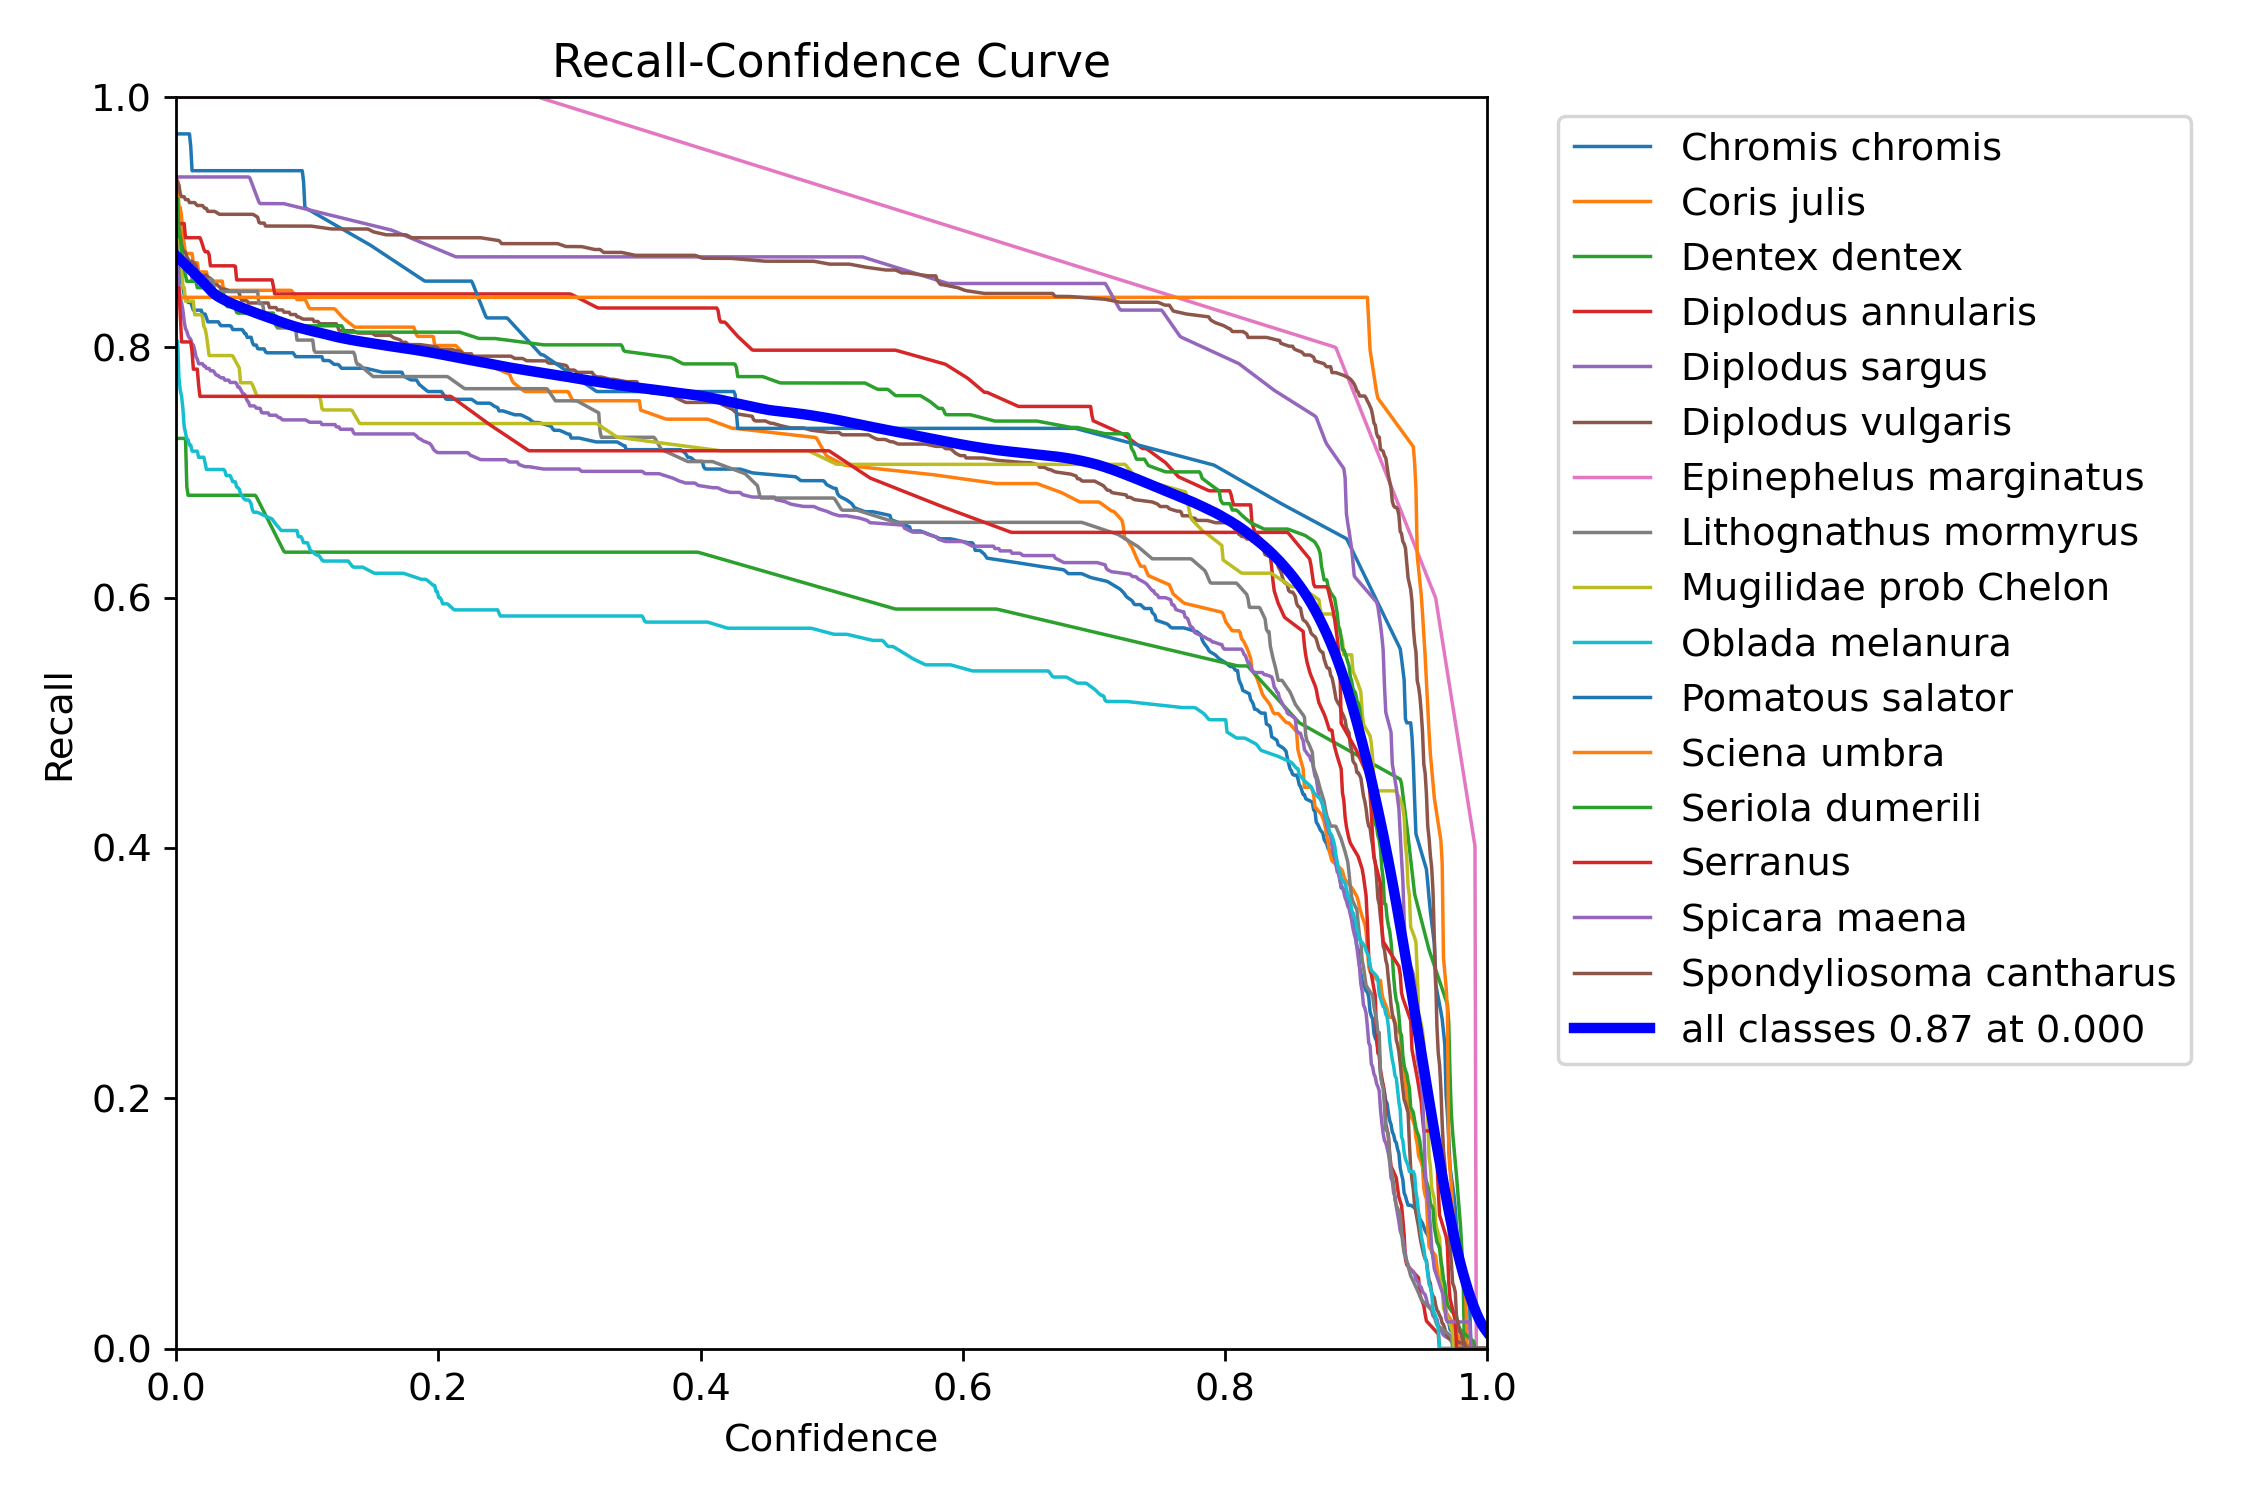 Recall-Confidence Curve
1.0
0.8
0.6
0.4
0.2
0.0
Recall
0.0 0.2 0.4 0.6 0.8 1.0
Confidence
Chromis chromis
Coris julis
Dentex dentex
Diplodus annularis
Diplodus sargus
Diplodus vulgaris
Epinephelus marginatus
Lithognathus mormyrus
Mugilidae prob Chelon
Oblada melanura
Pomatous salator
Sciena umbra
Seriola dumerili
Serranus
Spicara maena
Spondyliosoma cantharus
all classes 0.87 at 0.000